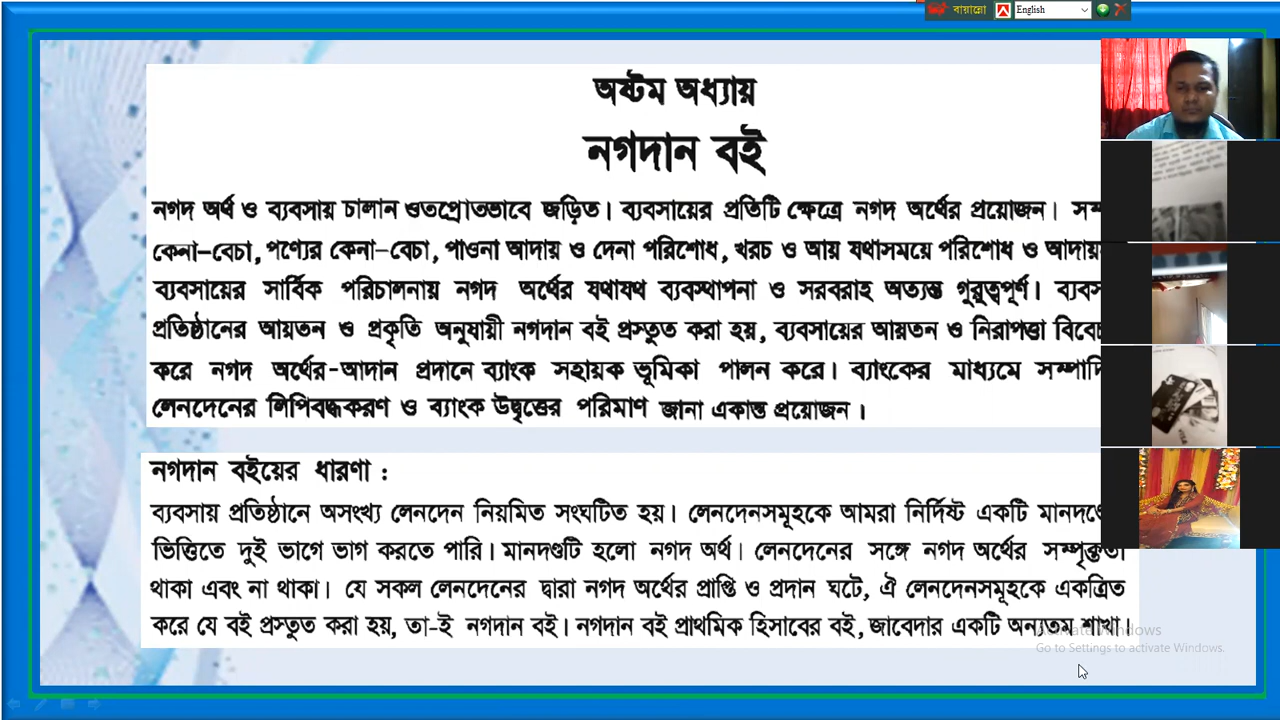 বায়ান্নো
English
অষ্টম অধ্যায়
নগদান বই
নগদ অর্থ ও ব্যবসায় চালান ওতপ্রোতভাবে জড়িত। ব্যবসায়ের প্রতিটি ক্ষেত্রে নগদ অর্থের প্রয়োজন।
কেনা–বেচা, পণ্যের কেনা–বেচা, পাওনা আদায় ও দেনা পরিশোধ, খরচ ও আয় যথাসময়ে পরিশোধ ও
ব্যবসায়ের সার্বিক পরিচালনায় নগদ অর্থের যথাযথ ব্যবস্থাপনা ও সরবরাহ অত্যন্ত গুরুত্বপূর্ণ।
প্রতিষ্ঠানের আয়তন ও প্রকৃতি অনুযায়ী নগদান বই প্রস্তুত করা হয়, ব্যবসায়ের আয়তন ও নিরাপত্তা
করে নগদ অর্থের-আদান প্রদানে ব্যাংক সহায়ক ভূমিকা পালন করে। ব্যাংকের মাধ্যমে
লেনদেনের লিপিবদ্ধকরণ ও ব্যাংক উদ্বৃত্তের পরিমাণ জানা একান্ত প্রয়োজন।
নগদান বইয়ের ধারণা :
ব্যবসায় প্রতিষ্ঠানে অসংখ্য লেনদেন নিয়মিত সংঘটিত হয়। লেনদেনসমূহকে আমরা নির্দিষ্ট একটি
ভিত্তিতে দুই ভাগে ভাগ করতে পারি। মানদণ্ডটি হলো নগদ অর্থ। লেনদেনের সঙ্গে নগদ অর্থের সম্পৃক্ততা
থাকা এবং না থাকা। যে সকল লেনদেনের দ্বারা নগদ অর্থের প্রাপ্তি ও প্রদান ঘটে, ঐ লেনদেনসমূহকে একত্রিত
করে যে বই প্রস্তুত করা হয়, তা-ই নগদান বই। নগদান বই প্রাথমিক হিসাবের বই, জাবেদার একটি অন্যতম শাখা।
Activate Windows
Go to Settings to activate Windows.